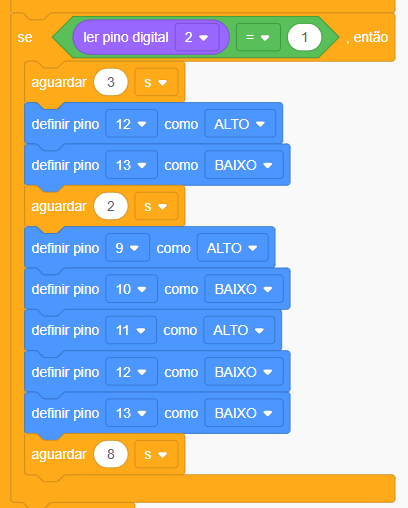 se ler pino digital 2 = 1 , então
aguardar 3 s
definir pino 12 como ALTO
definir pino 13 como BAIXO
aguardar 2 s
definir pino 9 como ALTO
definir pino 10 como BAIXO
definir pino 11 como ALTO
definir pino 12 como BAIXO
definir pino 13 como BAIXO
aguardar 8 s